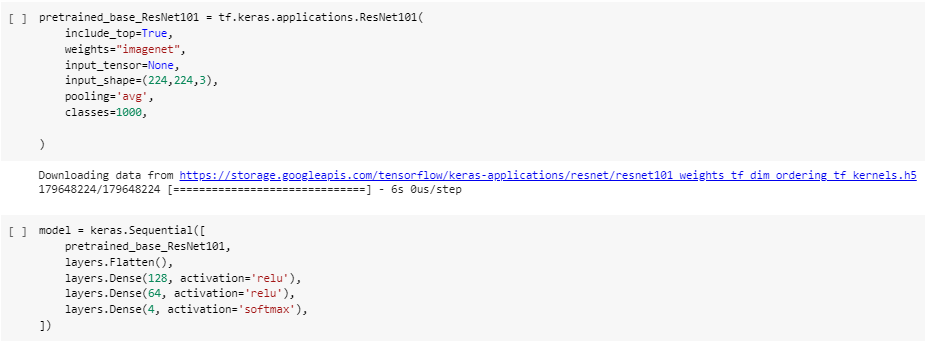 [ ] pretrained_base_ResNet101 = tf.keras.applications.ResNet101(
include_top=True,
weights="imagenet",
input_tensor=None,
input_shape=(224,224,3),
pooling='avg',
classes=1000,
)
Downloading data from https://storage.googleapis.com/tensorflow/keras-applications/resnet/resnet101_weights_tf_dim_ordering_tf_kernels.h5
179648224/179648224 [==============================] - 6s 0us/step
[ ] model = keras.Sequential([
pretrained_base_ResNet101,
layers.Flatten(),
layers.Dense(128, activation='relu'),
layers.Dense(64, activation='relu'),
layers.Dense(4, activation='softmax'),
])